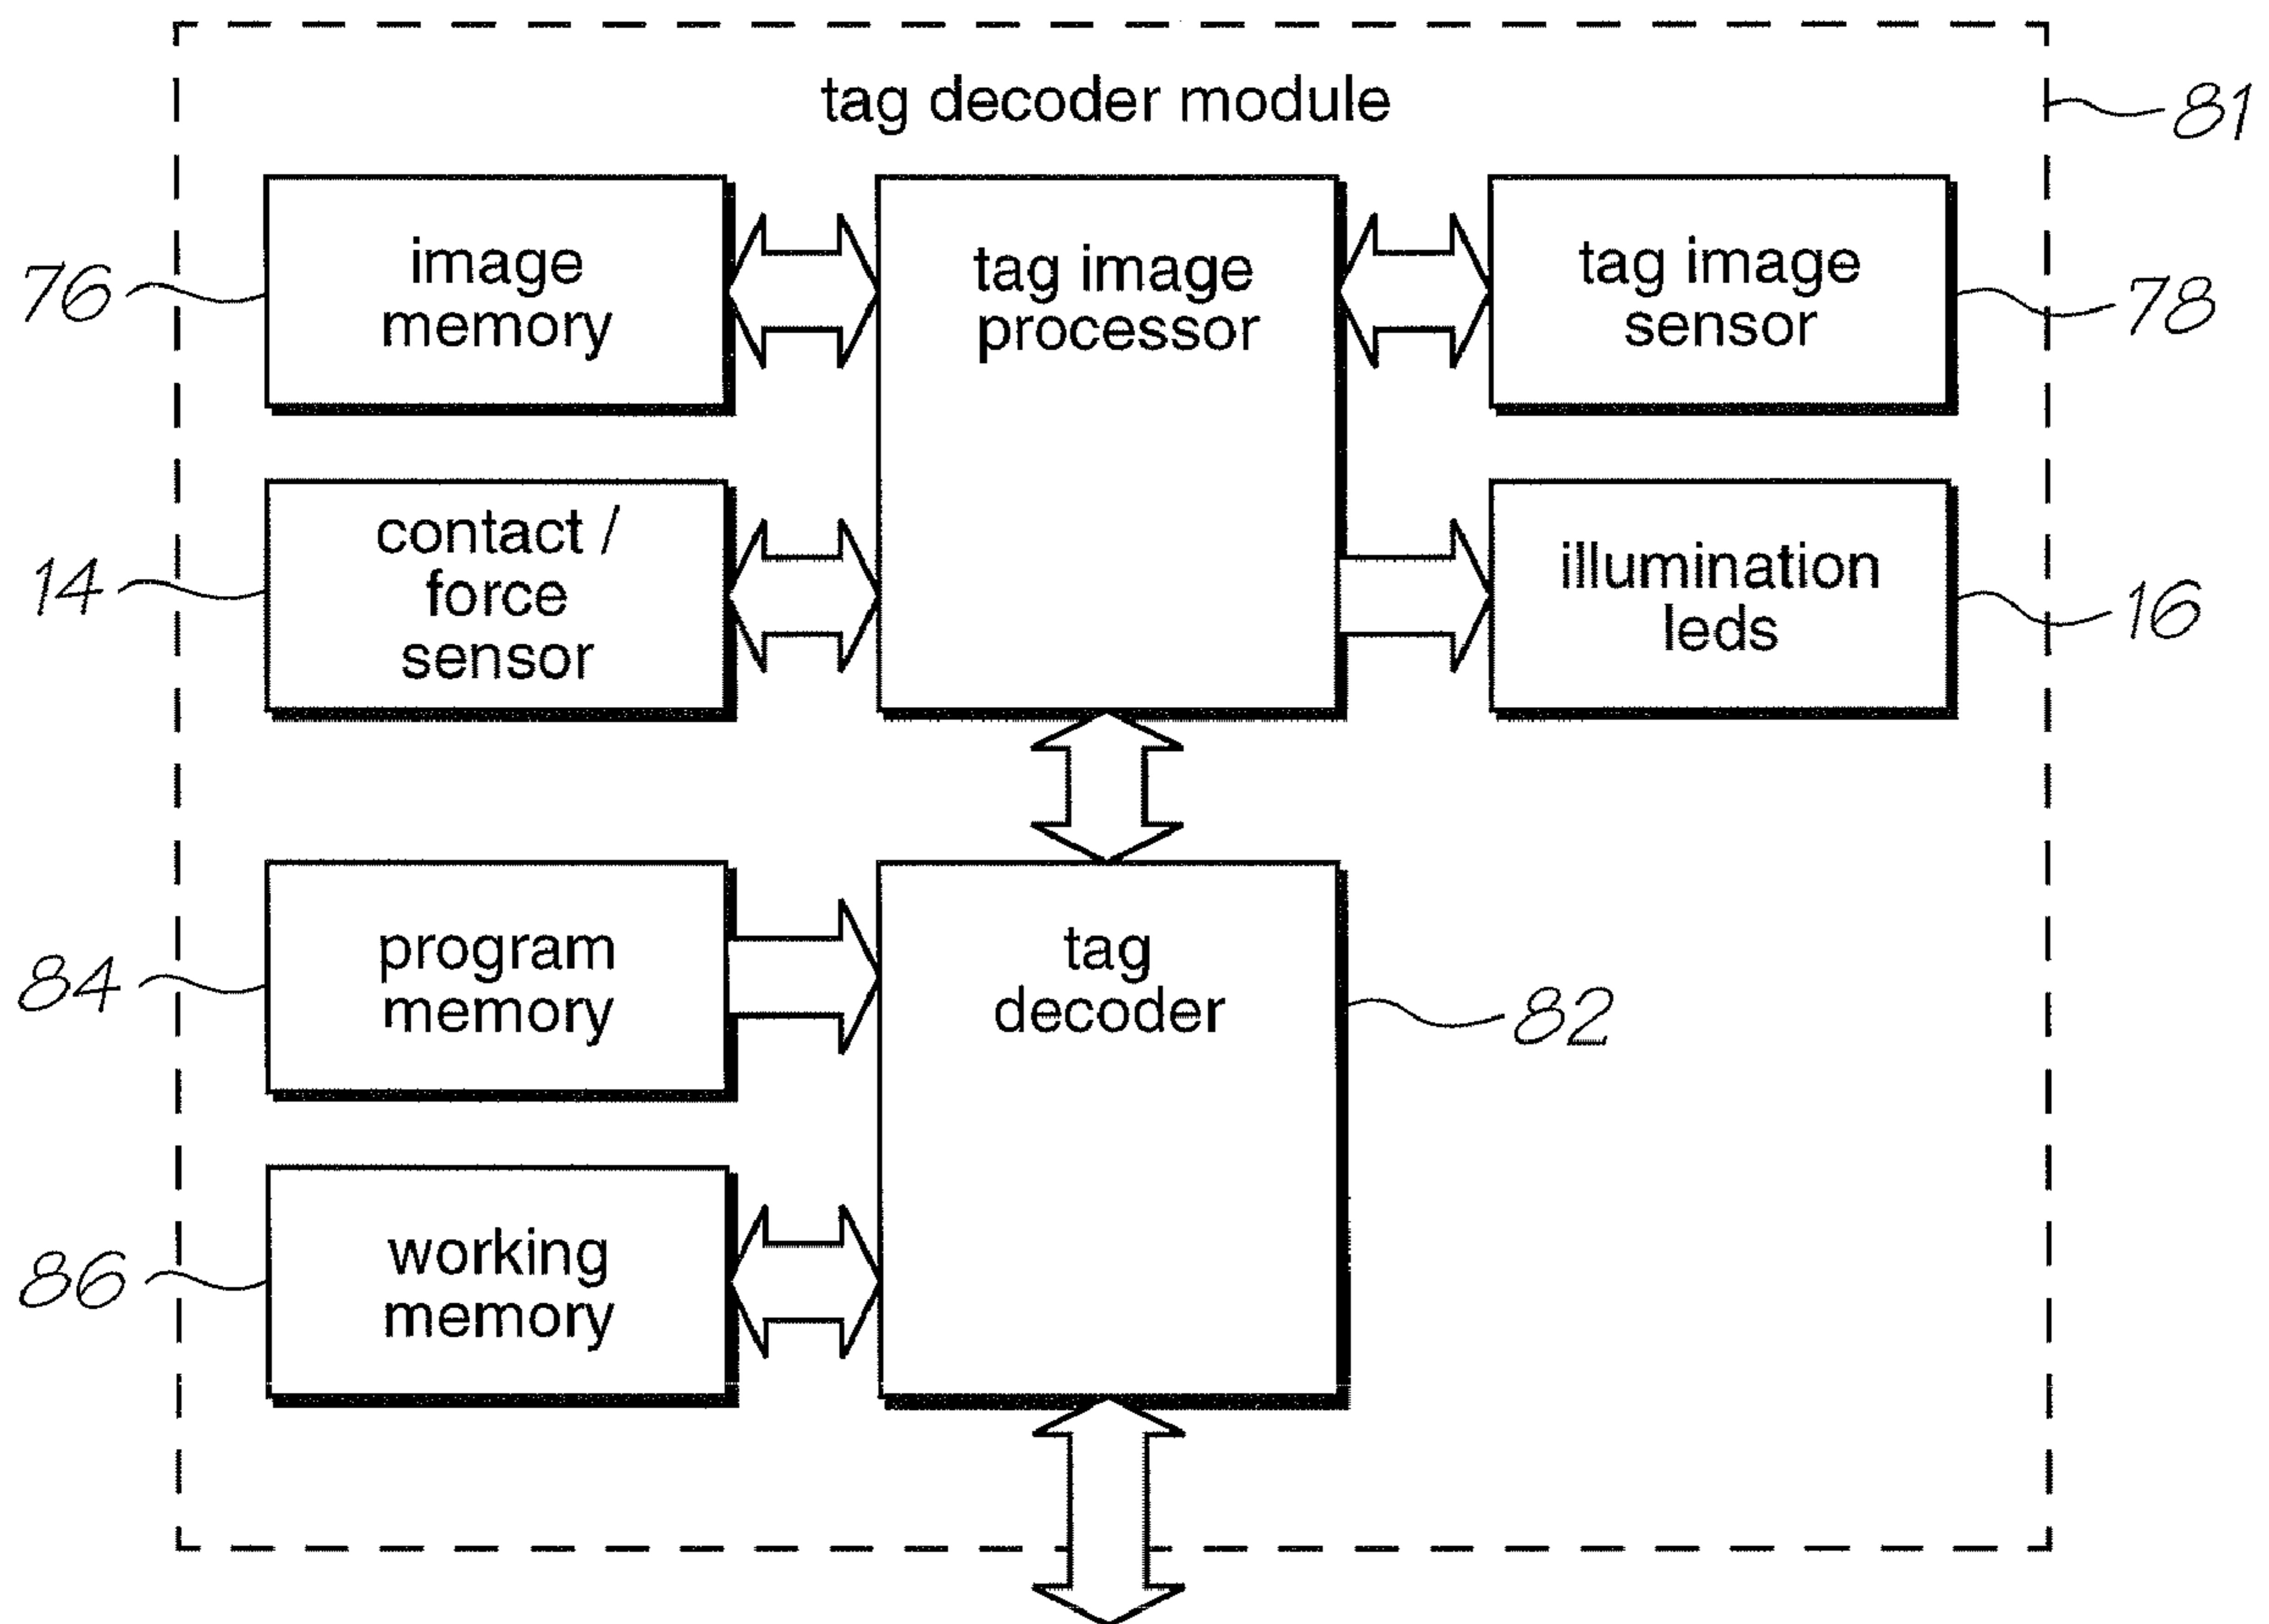 tag decoder module
81
image
memory
76
tag image
processor
tag image
sensor
78
contact /
force
sensor
14
illumination
leds
16
program
memory
84
tag
decoder
82
working
memory
86